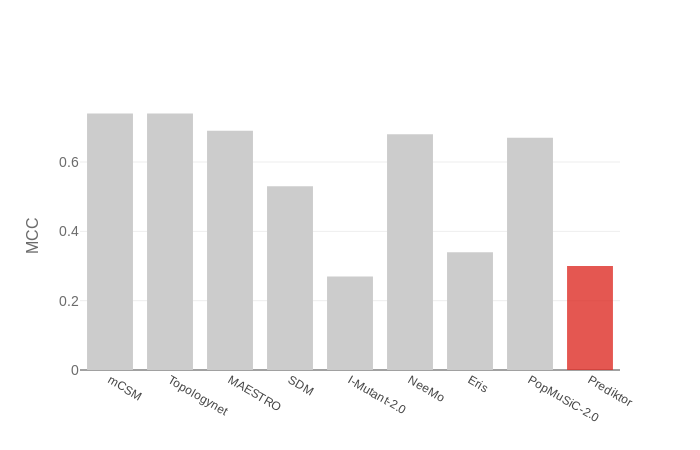 MCC
0.6
0.4
0.2
0
mCSM
Topologynet
MAESTRO
SDM
I-Mutant-2.0
NeeMo
Eris
PopMuSiC-2.0
Prediktor